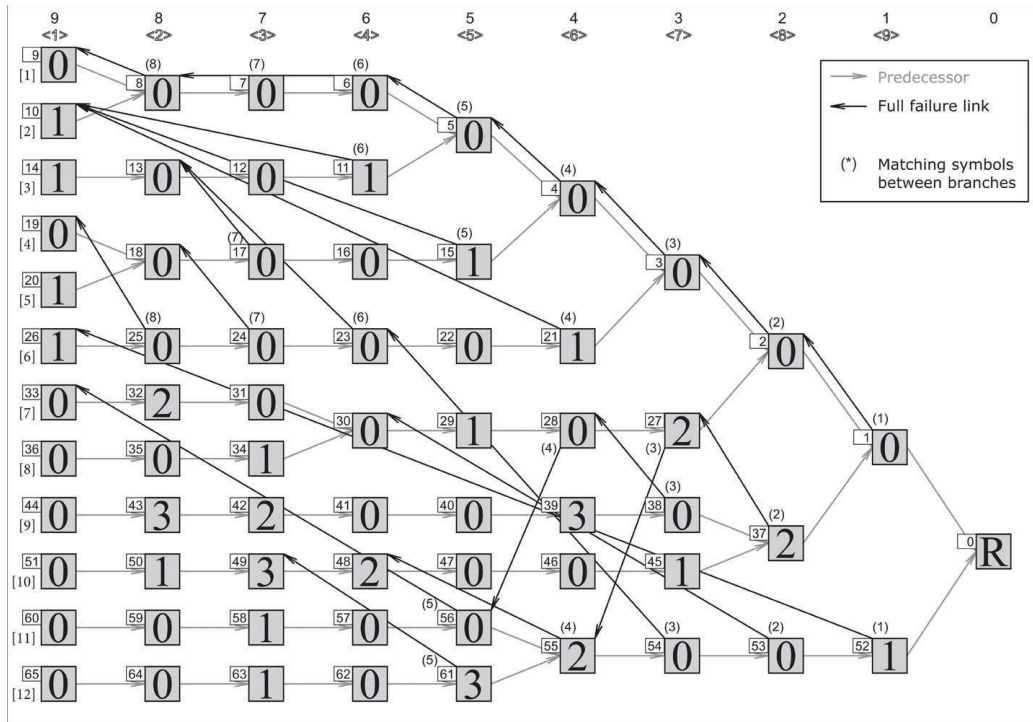 9 8 7 6 5 4 3 2 1 0
<1> <2> <3> <4> <5> <6> <7> <8> <9>
Predecessor
Full failure link
(*) Matching symbols
between branches
[1] 9 0 (8) 8 0 (7) 7 0 (6) 6 0
(5) 5 0
[2] 10 1
[3] 14 1 13 0 12 0 (6) 11 1
(4) 4 0
[4] 19 0
18 0 (7) 17 0 16 0 (5) 15 1
(3) 3 0
[5] 20 1
[6] 26 1 (8) 25 0 (7) 24 0 (6) 23 0 22 0 (4) 21 1
(2) 2 0
[7] 33 0 32 2 31 0
30 0 29 1 28 0 (4) 27 2 (3)
(1) 1 0
[8] 36 0 35 0 34 1
[9] 44 0 43 3 42 2 41 0 40 0 39 3 (3) 38 0
(2) 37 2
0 R
[10] 51 0 50 1 49 3 48 2 47 0 46 0 45 1
[11] 60 0 59 0 58 1 57 0 (5) 56 0
(4) 55 2 (3) 54 0 (2) 53 0 (1) 52 1
[12] 65 0 64 0 63 1 62 0 (5) 61 3